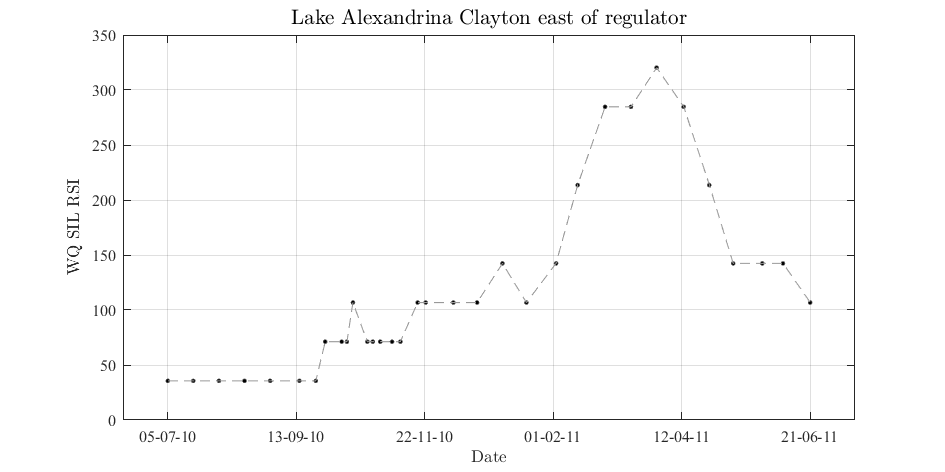 Lake Alexandrina Clayton east of regulator
350
300
250
200
150
100
50
0
WQ SIL RSI
05-07-10 13-09-10 22-11-10 01-02-11 12-04-11 21-06-11
Date